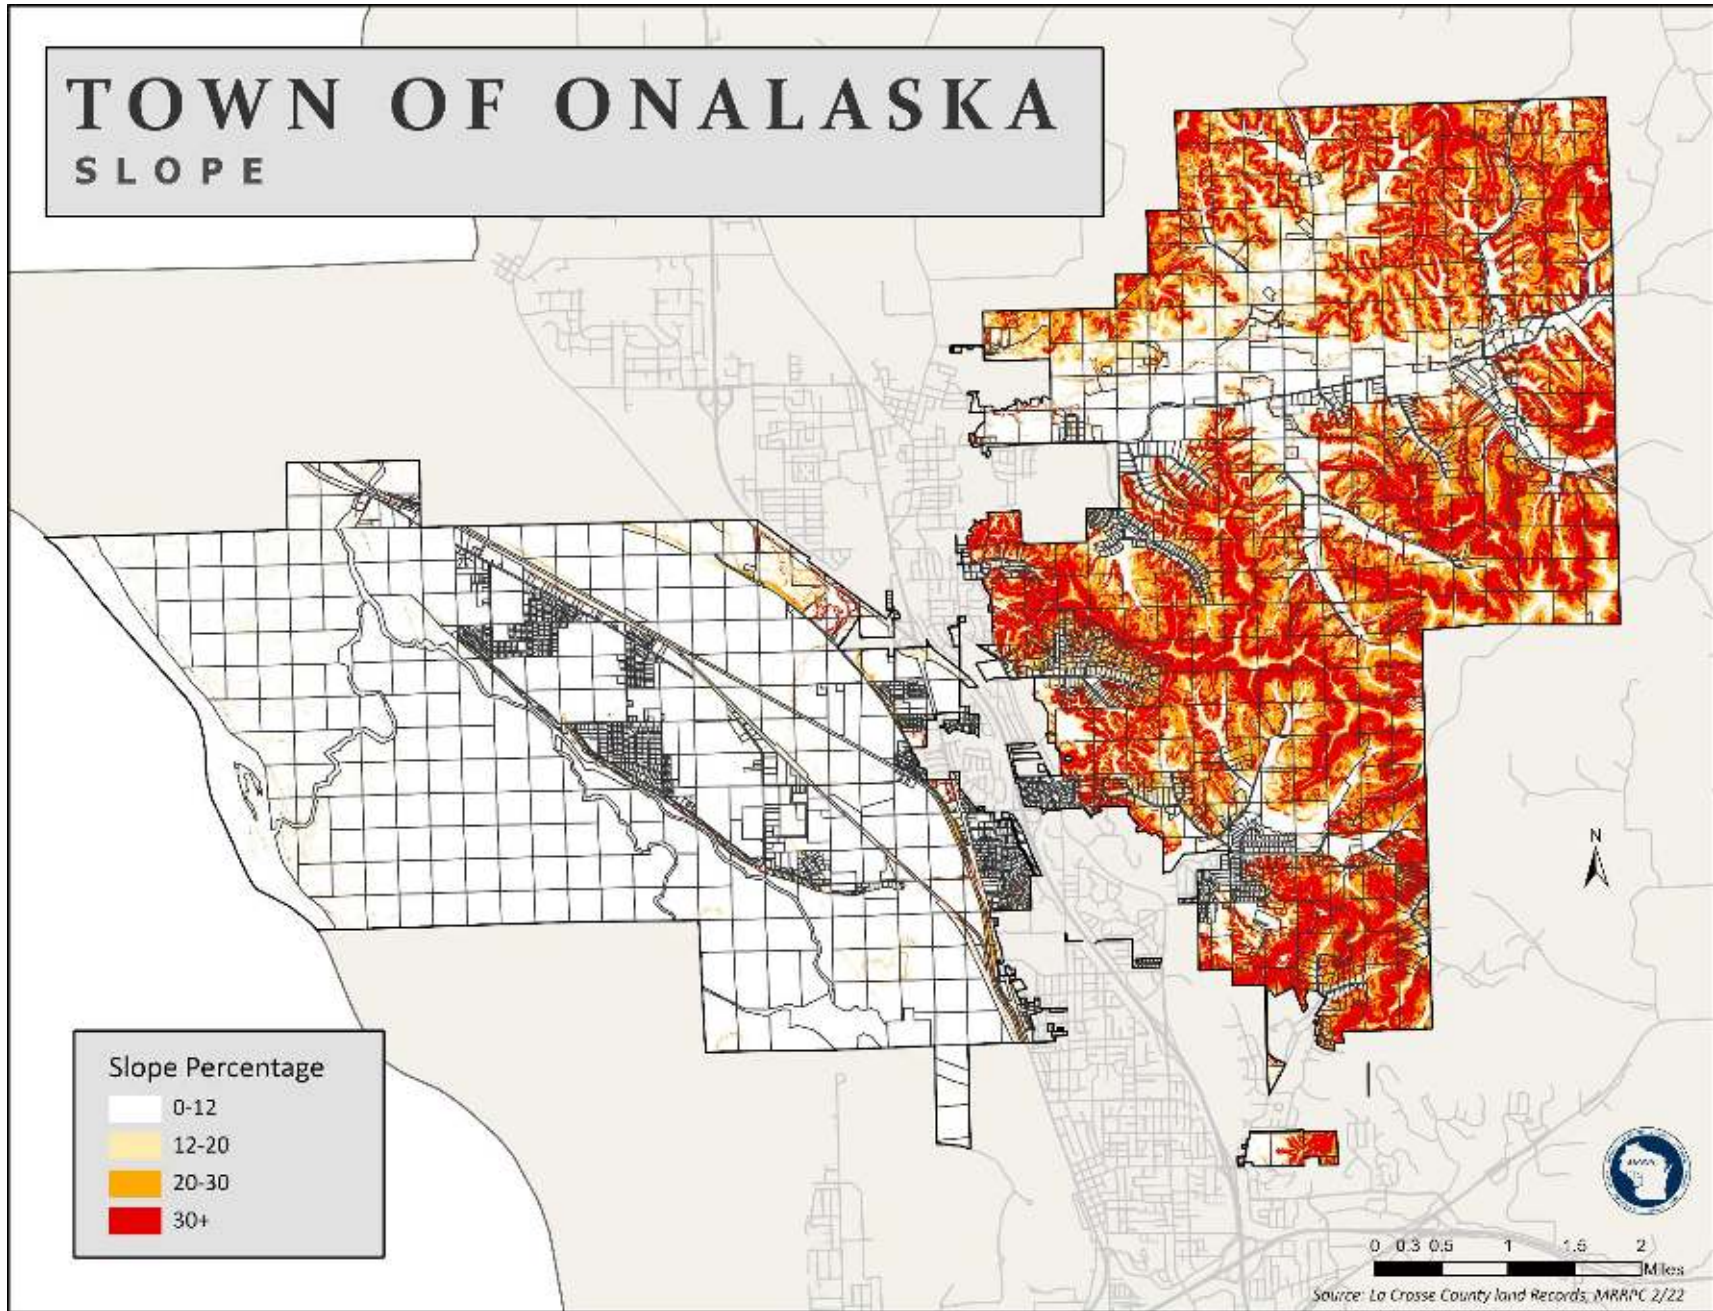 TOWN OF ONALASKA
SLOPE
N
Slope Percentage
0-12
12-20
20-30
30+
0 0.3 0.5 1 1.5 2
Miles
Source: La Crosse County land Records, MRRPC 2/22